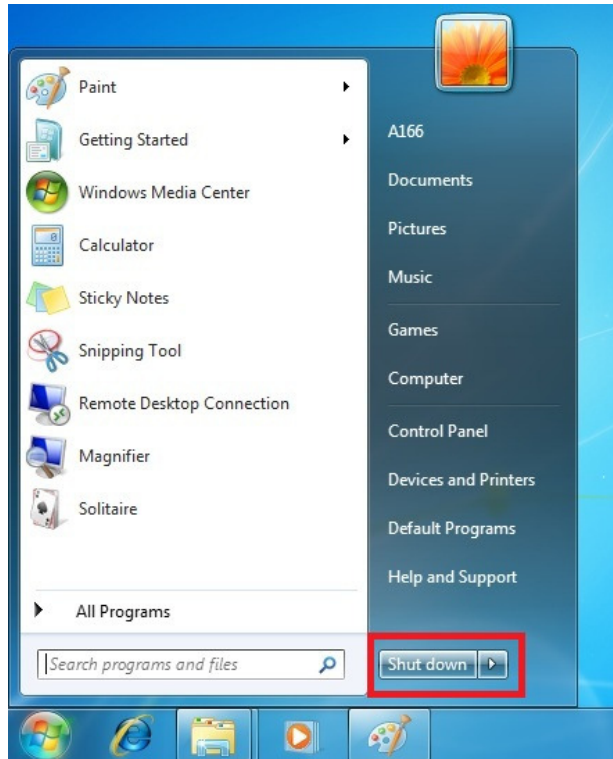 Paint
Getting Started
Windows Media Center
Calculator
Sticky Notes
Snipping Tool
Remote Desktop Connection
Magnifier
Solitaire
All Programs
Search programs and files
A166
Documents
Pictures
Music
Games
Computer
Control Panel
Devices and Printers
Default Programs
Help and Support
Shut down